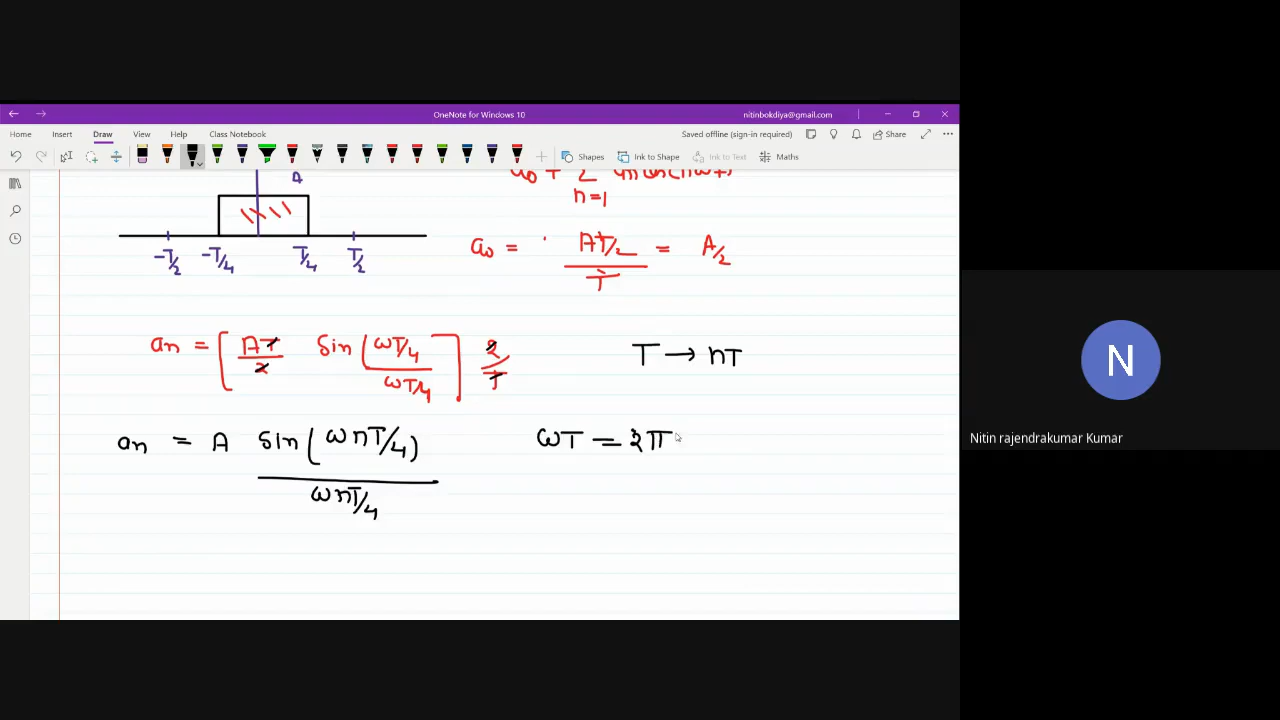 OneNote for Windows 10
nitinbokdiya@gmail.com
Home Insert Draw View Help Class Notebook
Saved offline (sign-in required) Share
Shapes Ink to Shape Ink to Text Maths
A
n=1
-T/2 -T/4 T/4 T/2
a0 = AT/2 / T = A/2
an = [ AT/2 sin(ωT/4 / ωT/4 ] 2/T T → nT
an = A sin(ωnT/4) ωT = 2π
ωnT/4
N
Nitin rajendrakumar Kumar